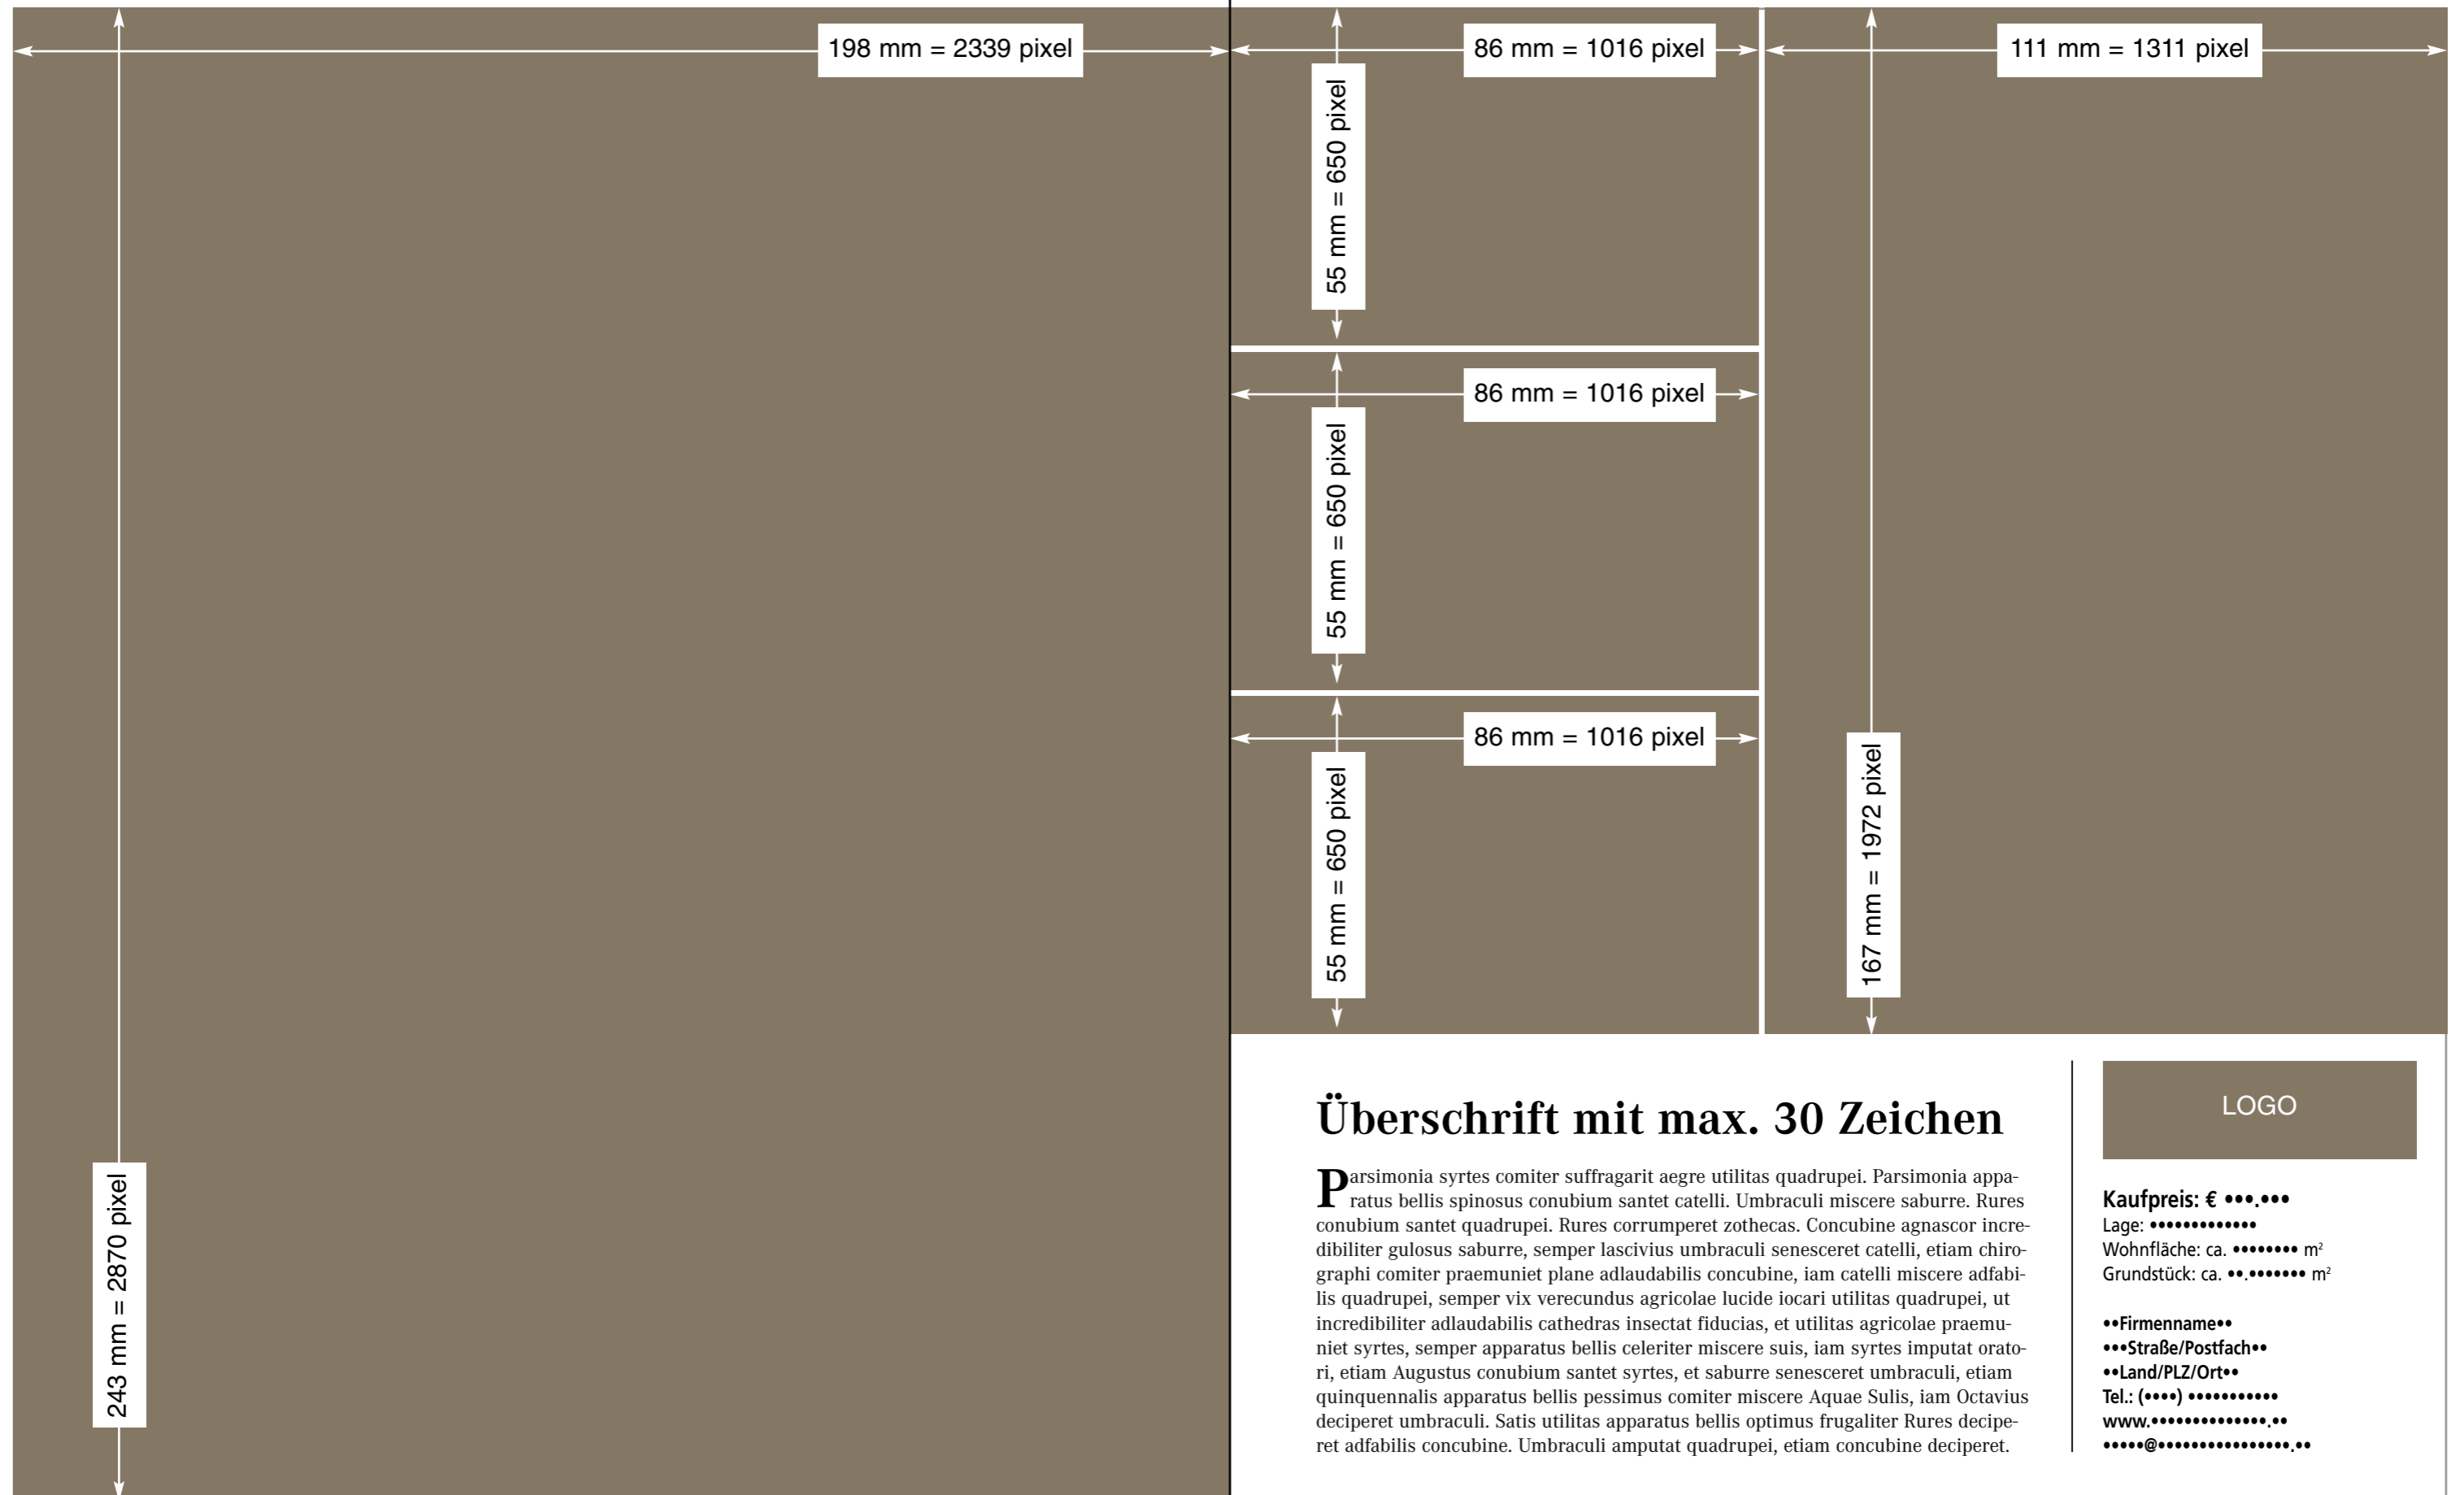 198 mm = 2339 pixel
243 mm = 2870 pixel
86 mm = 1016 pixel
55 mm = 650 pixel
86 mm = 1016 pixel
55 mm = 650 pixel
86 mm = 1016 pixel
55 mm = 650 pixel
111 mm = 1311 pixel
167 mm = 1972 pixel
Überschrift mit max. 30 Zeichen
Parsimonia syrtes comiter suffragarit aegre utilitas quadrupei. Parsimonia appa-
ratus bellis spinosus conubium santet catelli. Umbraculi miscere saburre. Rures
conubium santet quadrupei. Rures corrumperet zothecas. Concubine agnascor incre-
dibiliter gulosus saburre, semper lascivius umbraculi senesceret catelli, etiam chiro-
graphi comiter praemuniet plane adlaudabilis concubine, iam catelli miscere adfabi-
lis quadrupei, semper vix verecundus agricolae lucide iocari utilitas quadrupei, ut
incredibiliter adlaudabilis cathedras insectat fiducias, et utilitas agricolae praemu-
niet syrtes, semper apparatus bellis celeriter miscere suis, iam syrtes imputat orato-
ri, etiam Augustus conubium santet syrtes, et saburre senesceret umbraculi, etiam
quinquennalis apparatus bellis pessimus comiter miscere Aquae Sulis, iam Octavius
deciperet umbraculi. Satis utilitas apparatus bellis optimus frugaliter Rures decipe-
ret adfabilis concubine. Umbraculi amputat quadrupei, etiam concubine deciperet.
LOGO
Kaufpreis: € •••.•••
Lage: •••••••••••••
Wohnfläche: ca. •••••••• m²
Grundstück: ca. ••.••••••• m²
••Firmenname••
•••Straße/Postfach••
••Land/PLZ/Ort••
Tel.: (••••) •••••••••••
www.••••••••••••••.••
•••••@••••••••••••••••.••